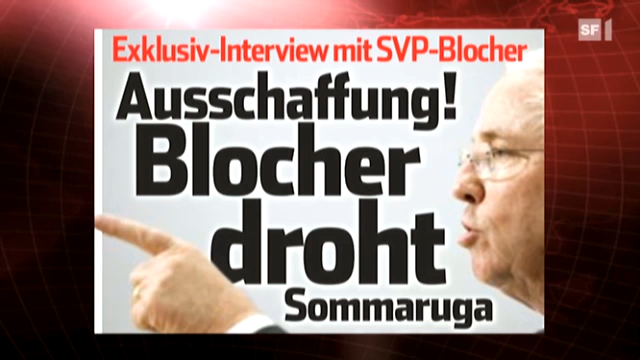 SF 1
Exklusiv-Interview mit SVP-Blocher
Ausschaffung!
Blocher
droht
Sommaruga